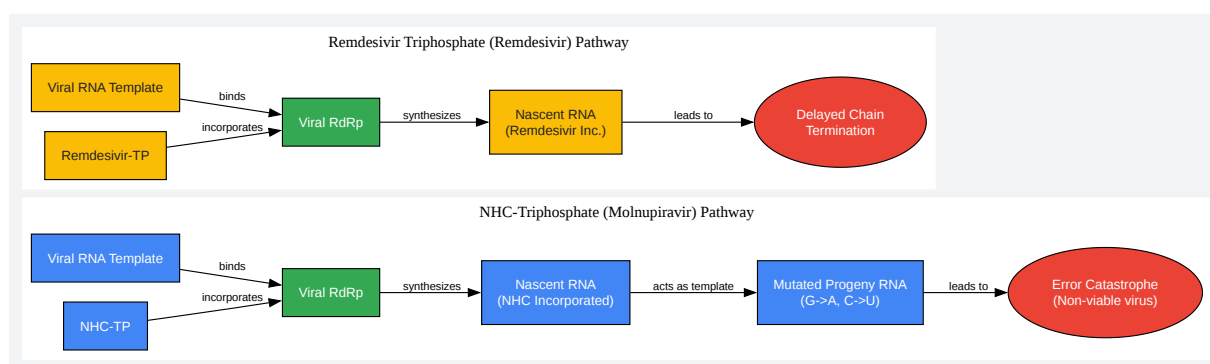 Remdesivir Triphosphate (Remdesivir) Pathway
Viral RNA Template
binds
Remdesivir-TP
incorporates
Viral RdRp
synthesizes
Nascent RNA
(Remdesivir Inc.)
leads to
Delayed Chain
Termination
NHC-Triphosphate (Molnupiravir) Pathway
Viral RNA Template
binds
NHC-TP
incorporates
Viral RdRp
synthesizes
Nascent RNA
(NHC Incorporated)
acts as template
Mutated Progeny RNA
(G->A, C->U)
leads to
Error Catastrophe
(Non-viable virus)